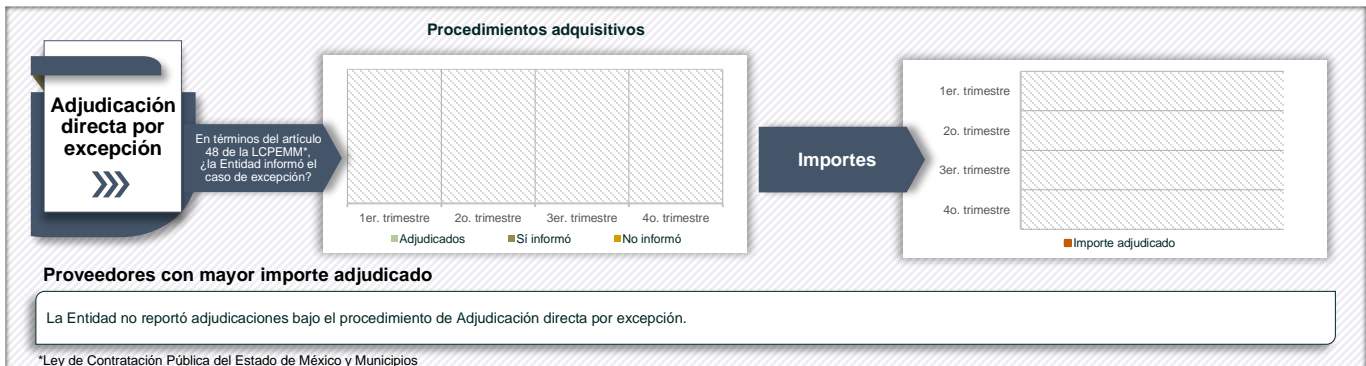 Procedimientos adquisitivos
Adjudicación
directa por
excepción
En términos del artículo
48 de la LCPEMM*,
¿la Entidad informó el
caso de excepción?
1er. trimestre
2o. trimestre
3er. trimestre
4o. trimestre
Adjudicados
Sí informó
No informó
Importes
1er. trimestre
2o. trimestre
3er. trimestre
4o. trimestre
Importe adjudicado
Proveedores con mayor importe adjudicado
La Entidad no reportó adjudicaciones bajo el procedimiento de Adjudicación directa por excepción.
*Ley de Contratación Pública del Estado de México y Municipios